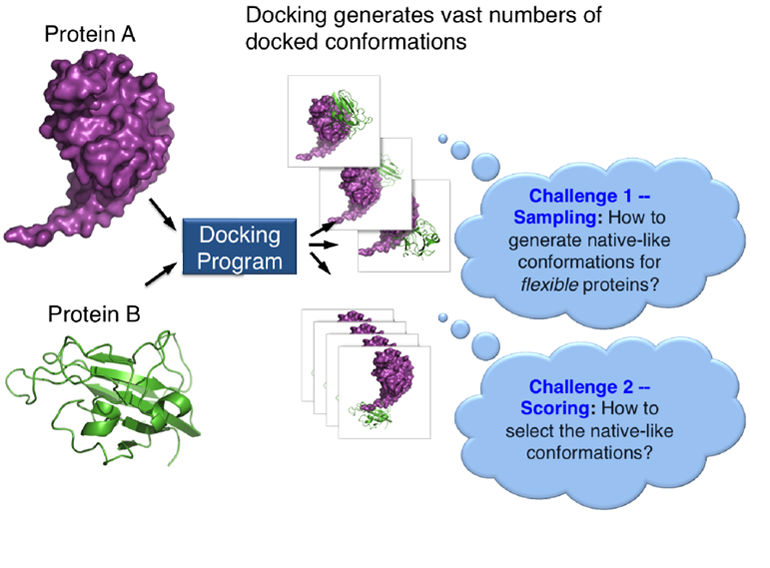 Protein A
Docking generates vast numbers of
docked conformations
Docking
Program
Protein B
Challenge 1 --
Sampling: How to
generate native-like
conformations for
flexible proteins?
Challenge 2 --
Scoring: How to
select the native-like
conformations?